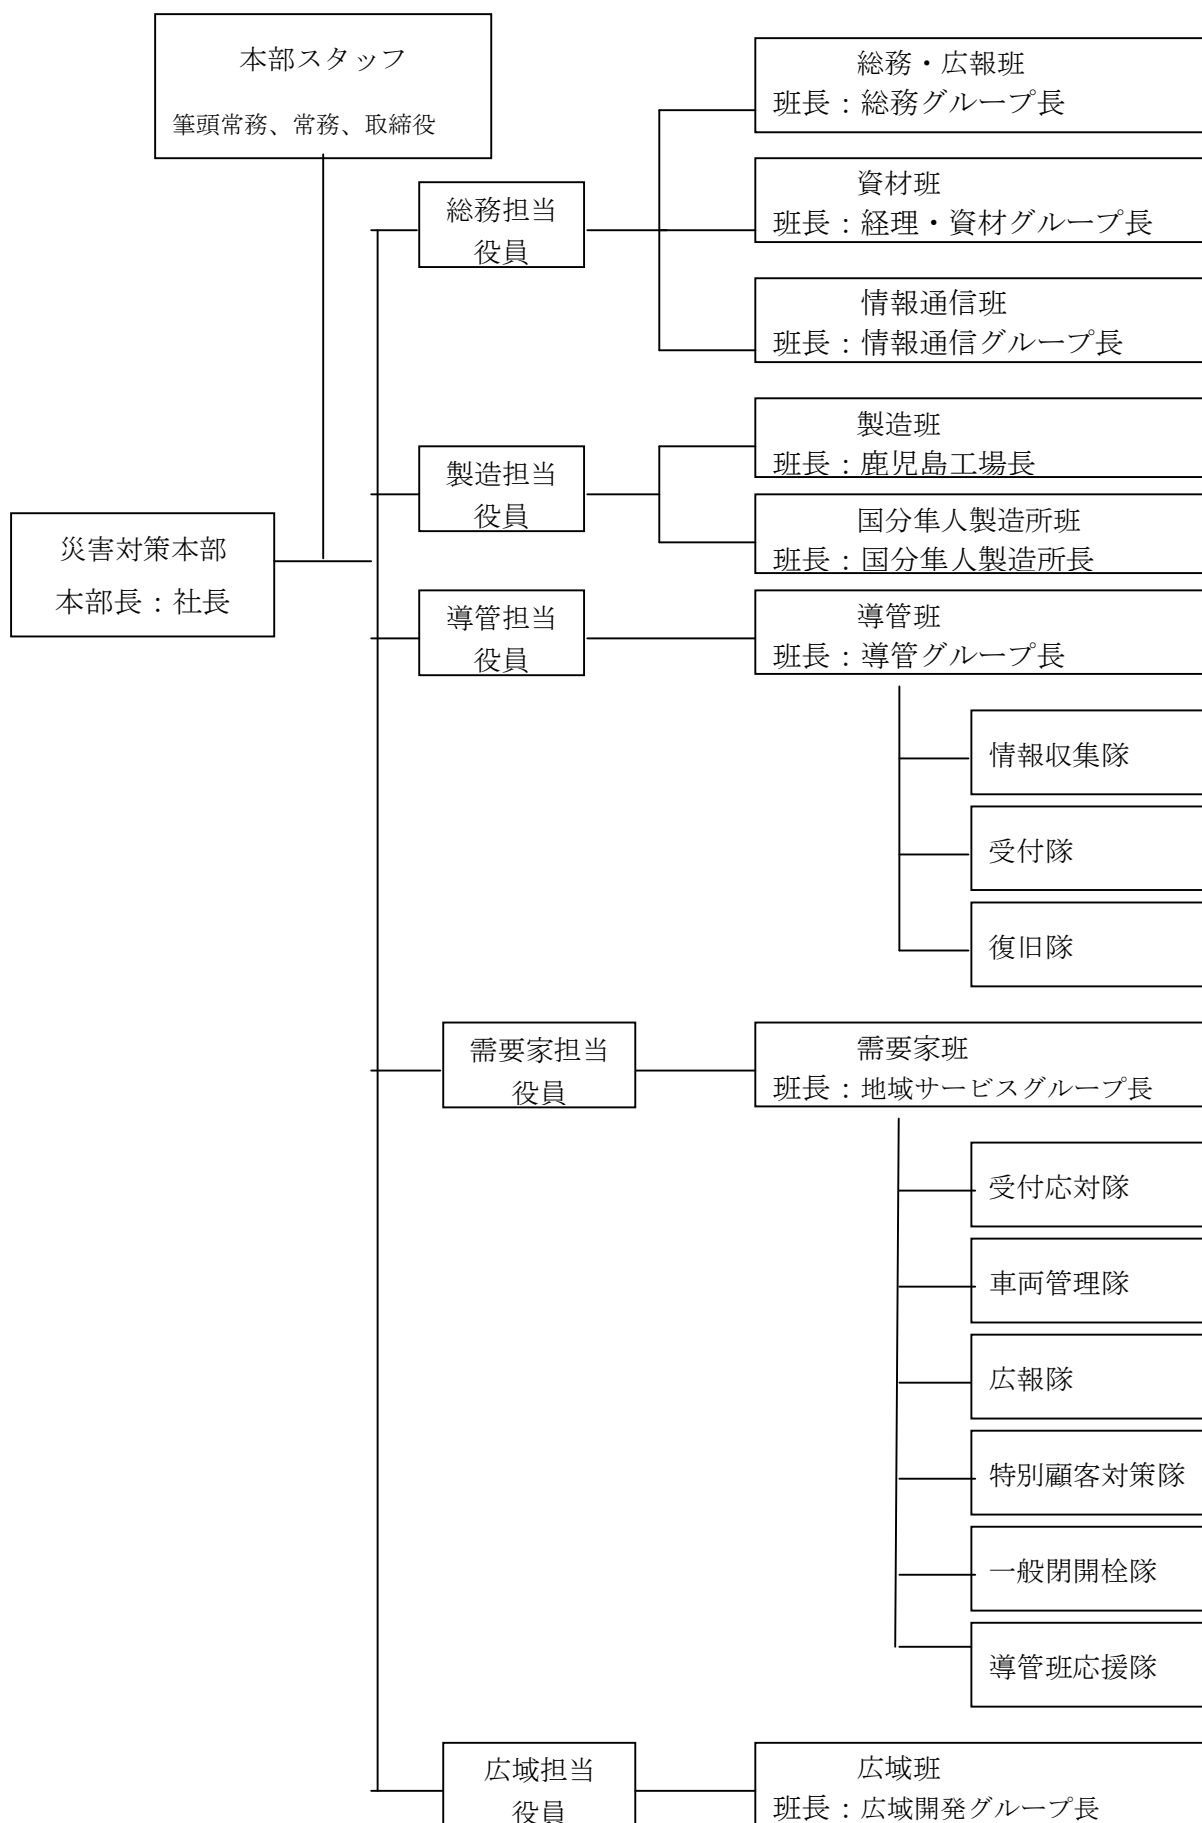 本部スタッフ
筆頭常務、常務、取締役
災害対策本部
本部長：社長
総務担当
役員
総務・広報班
班長：総務グループ長
資材班
班長：経理・資材グループ長
情報通信班
班長：情報通信グループ長
製造担当
役員
製造班
班長：鹿児島工場長
国分隼人製造所班
班長：国分隼人製造所長
導管担当
役員
導管班
班長：導管グループ長
情報収集隊
受付隊
復旧隊
需要家担当
役員
需要家班
班長：地域サービスグループ長
受付応対隊
車両管理隊
広報隊
特別顧客対策隊
一般閉開栓隊
導管班応援隊
広域担当
役員
広域班
班長：広域開発グループ長